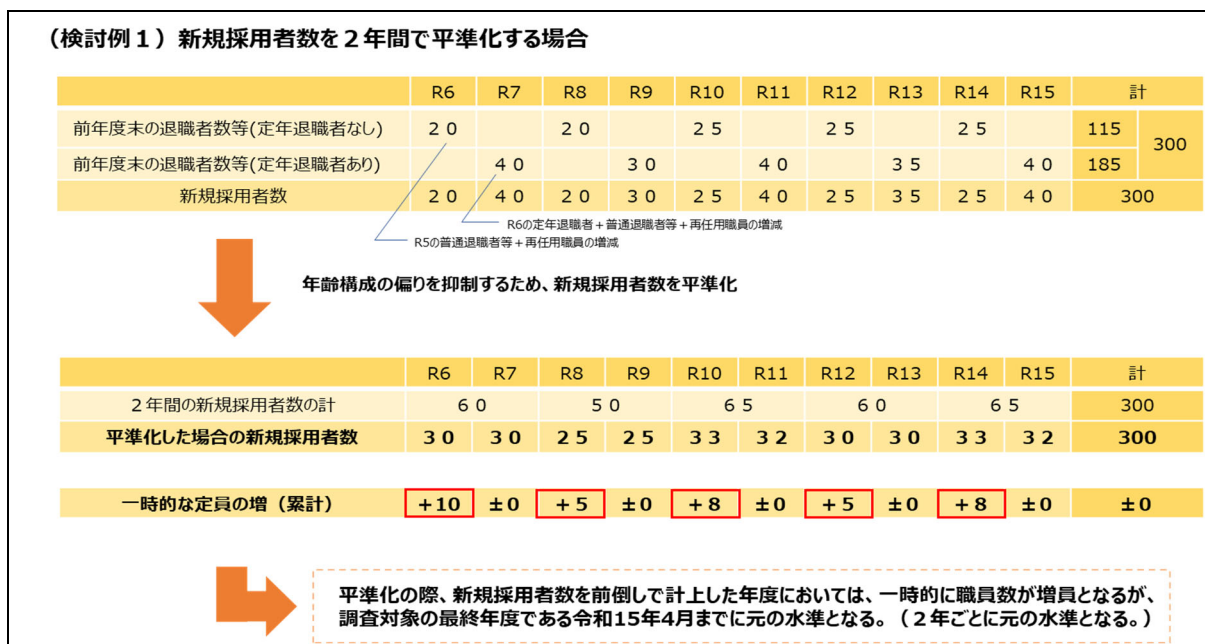 （検討例１）新規採用者数を２年間で平準化する場合
R6 R7 R8 R9 R10 R11 R12 R13 R14 R15 計
前年度末の退職者数等(定年退職者なし) ２０ ２０ ２５ ２５ ２５ 115 300
前年度末の退職者数等(定年退職者あり) ４０ ３０ ４０ ３５ ４０ 185
新規採用者数 ２０ ４０ ２０ ３０ ２５ ４０ ２５ ３５ ２５ ４０ 300
R6の定年退職者＋普通退職者等＋再任用職員の増減
R5の普通退職者等＋再任用職員の増減
年齢構成の偏りを抑制するため、新規採用者数を平準化
R6 R7 R8 R9 R10 R11 R12 R13 R14 R15 計
２年間の新規採用者数の計 ６０ ５０ ６５ ６０ ６５ 300
平準化した場合の新規採用者数 ３０ ３０ ２５ ２５ ３３ ３２ ３０ ３０ ３３ ３２ 300
一時的な定員の増（累計） ＋10 ±０ ＋５ ±０ ＋８ ±０ ＋５ ±０ ＋８ ±０ ±０
平準化の際、新規採用者数を前倒しで計上した年度においては、一時的に職員数が増員となるが、
調査対象の最終年度である令和15年4月までに元の水準となる。（２年ごとに元の水準となる。）